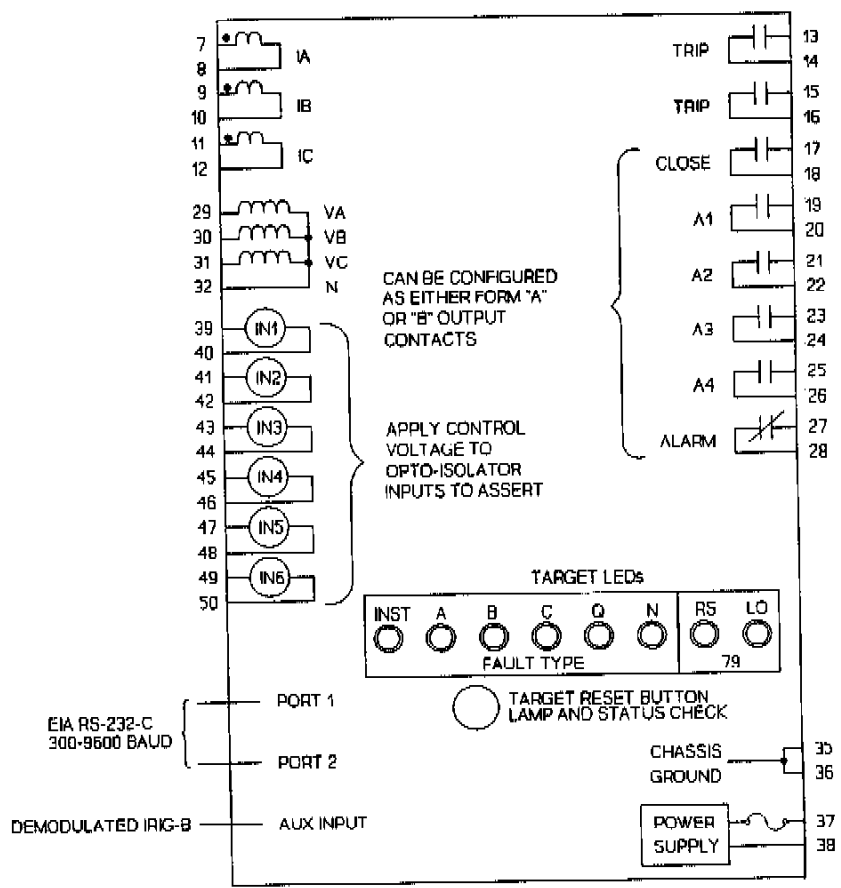 7
8
IA
9
10
IB
11
12
IC
29
VA
30
VB
31
VC
32
N
39
IN1
40
41
IN2
42
43
IN3
44
45
IN4
46
47
IN5
48
49
IN6
50
APPLY CONTROL
VOLTAGE TO
OPTO-ISOLATOR
INPUTS TO ASSERT
CAN BE CONFIGURED
AS EITHER FORM "A"
OR "B" OUTPUT
CONTACTS
TRIP
13
14
TRIP
15
16
CLOSE
17
18
A1
19
20
A2
21
22
A3
23
24
A4
25
26
ALARM
27
28
TARGET LEDs
INST A B C Q N RS LO
FAULT TYPE 79
TARGET RESET BUTTON
LAMP AND STATUS CHECK
EIA RS-232-C
300-9600 BAUD
PORT 1
PORT 2
DEMODULATED IRIG-B
AUX INPUT
CHASSIS
GROUND
35
36
POWER
SUPPLY
37
38